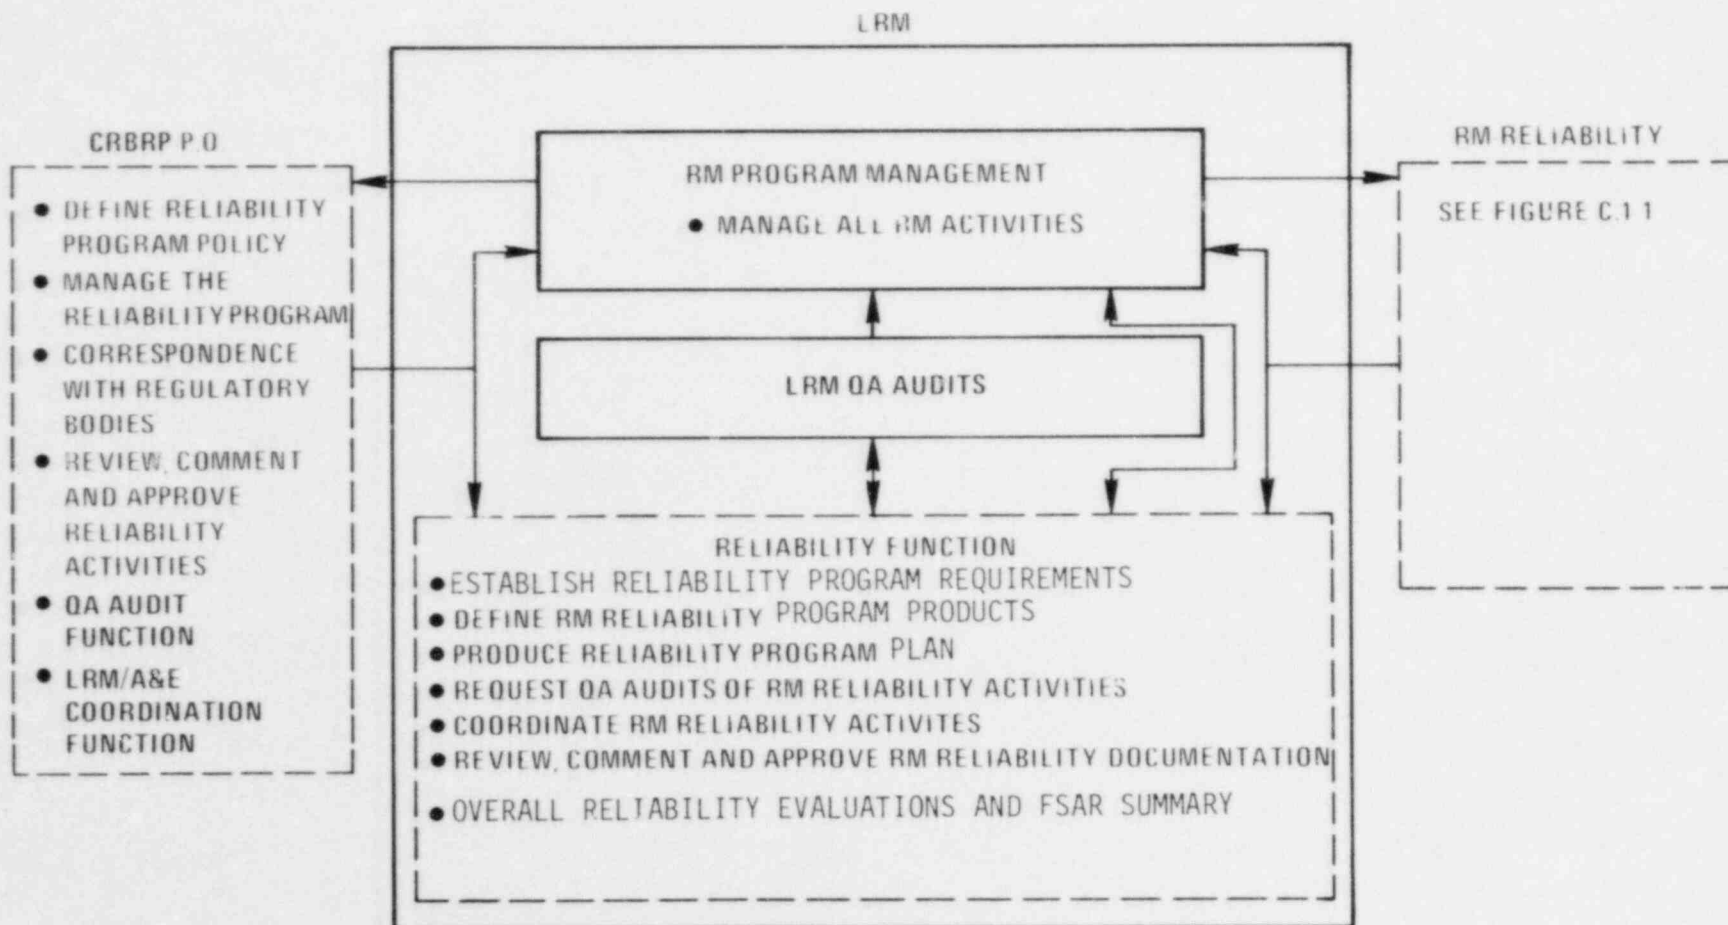 LRM
CRBRP P.O
● DEFINE RELIABILITY
PROGRAM POLICY
● MANAGE THE
RELIABILITY PROGRAM
● CORRESPONDENCE
WITH REGULATORY
BODIES
● REVIEW, COMMENT
AND APPROVE
RELIABILITY
ACTIVITIES
● QA AUDIT
FUNCTION
● LRM/A&E
COORDINATION
FUNCTION
RM PROGRAM MANAGEMENT
● MANAGE ALL RM ACTIVITIES
LRM QA AUDITS
RELIABILITY FUNCTION
● ESTABLISH RELIABILITY PROGRAM REQUIREMENTS
● DEFINE RM RELIABILITY PROGRAM PRODUCTS
● PRODUCE RELIABILITY PROGRAM PLAN
● REQUEST QA AUDITS OF RM RELIABILITY ACTIVITIES
● COORDINATE RM RELIABILITY ACTIVITES
● REVIEW, COMMENT AND APPROVE RM RELIABILITY DOCUMENTATION
● OVERALL RELIABILITY EVALUATIONS AND FSAR SUMMARY
RM RELIABILITY
SEE FIGURE C.1 1